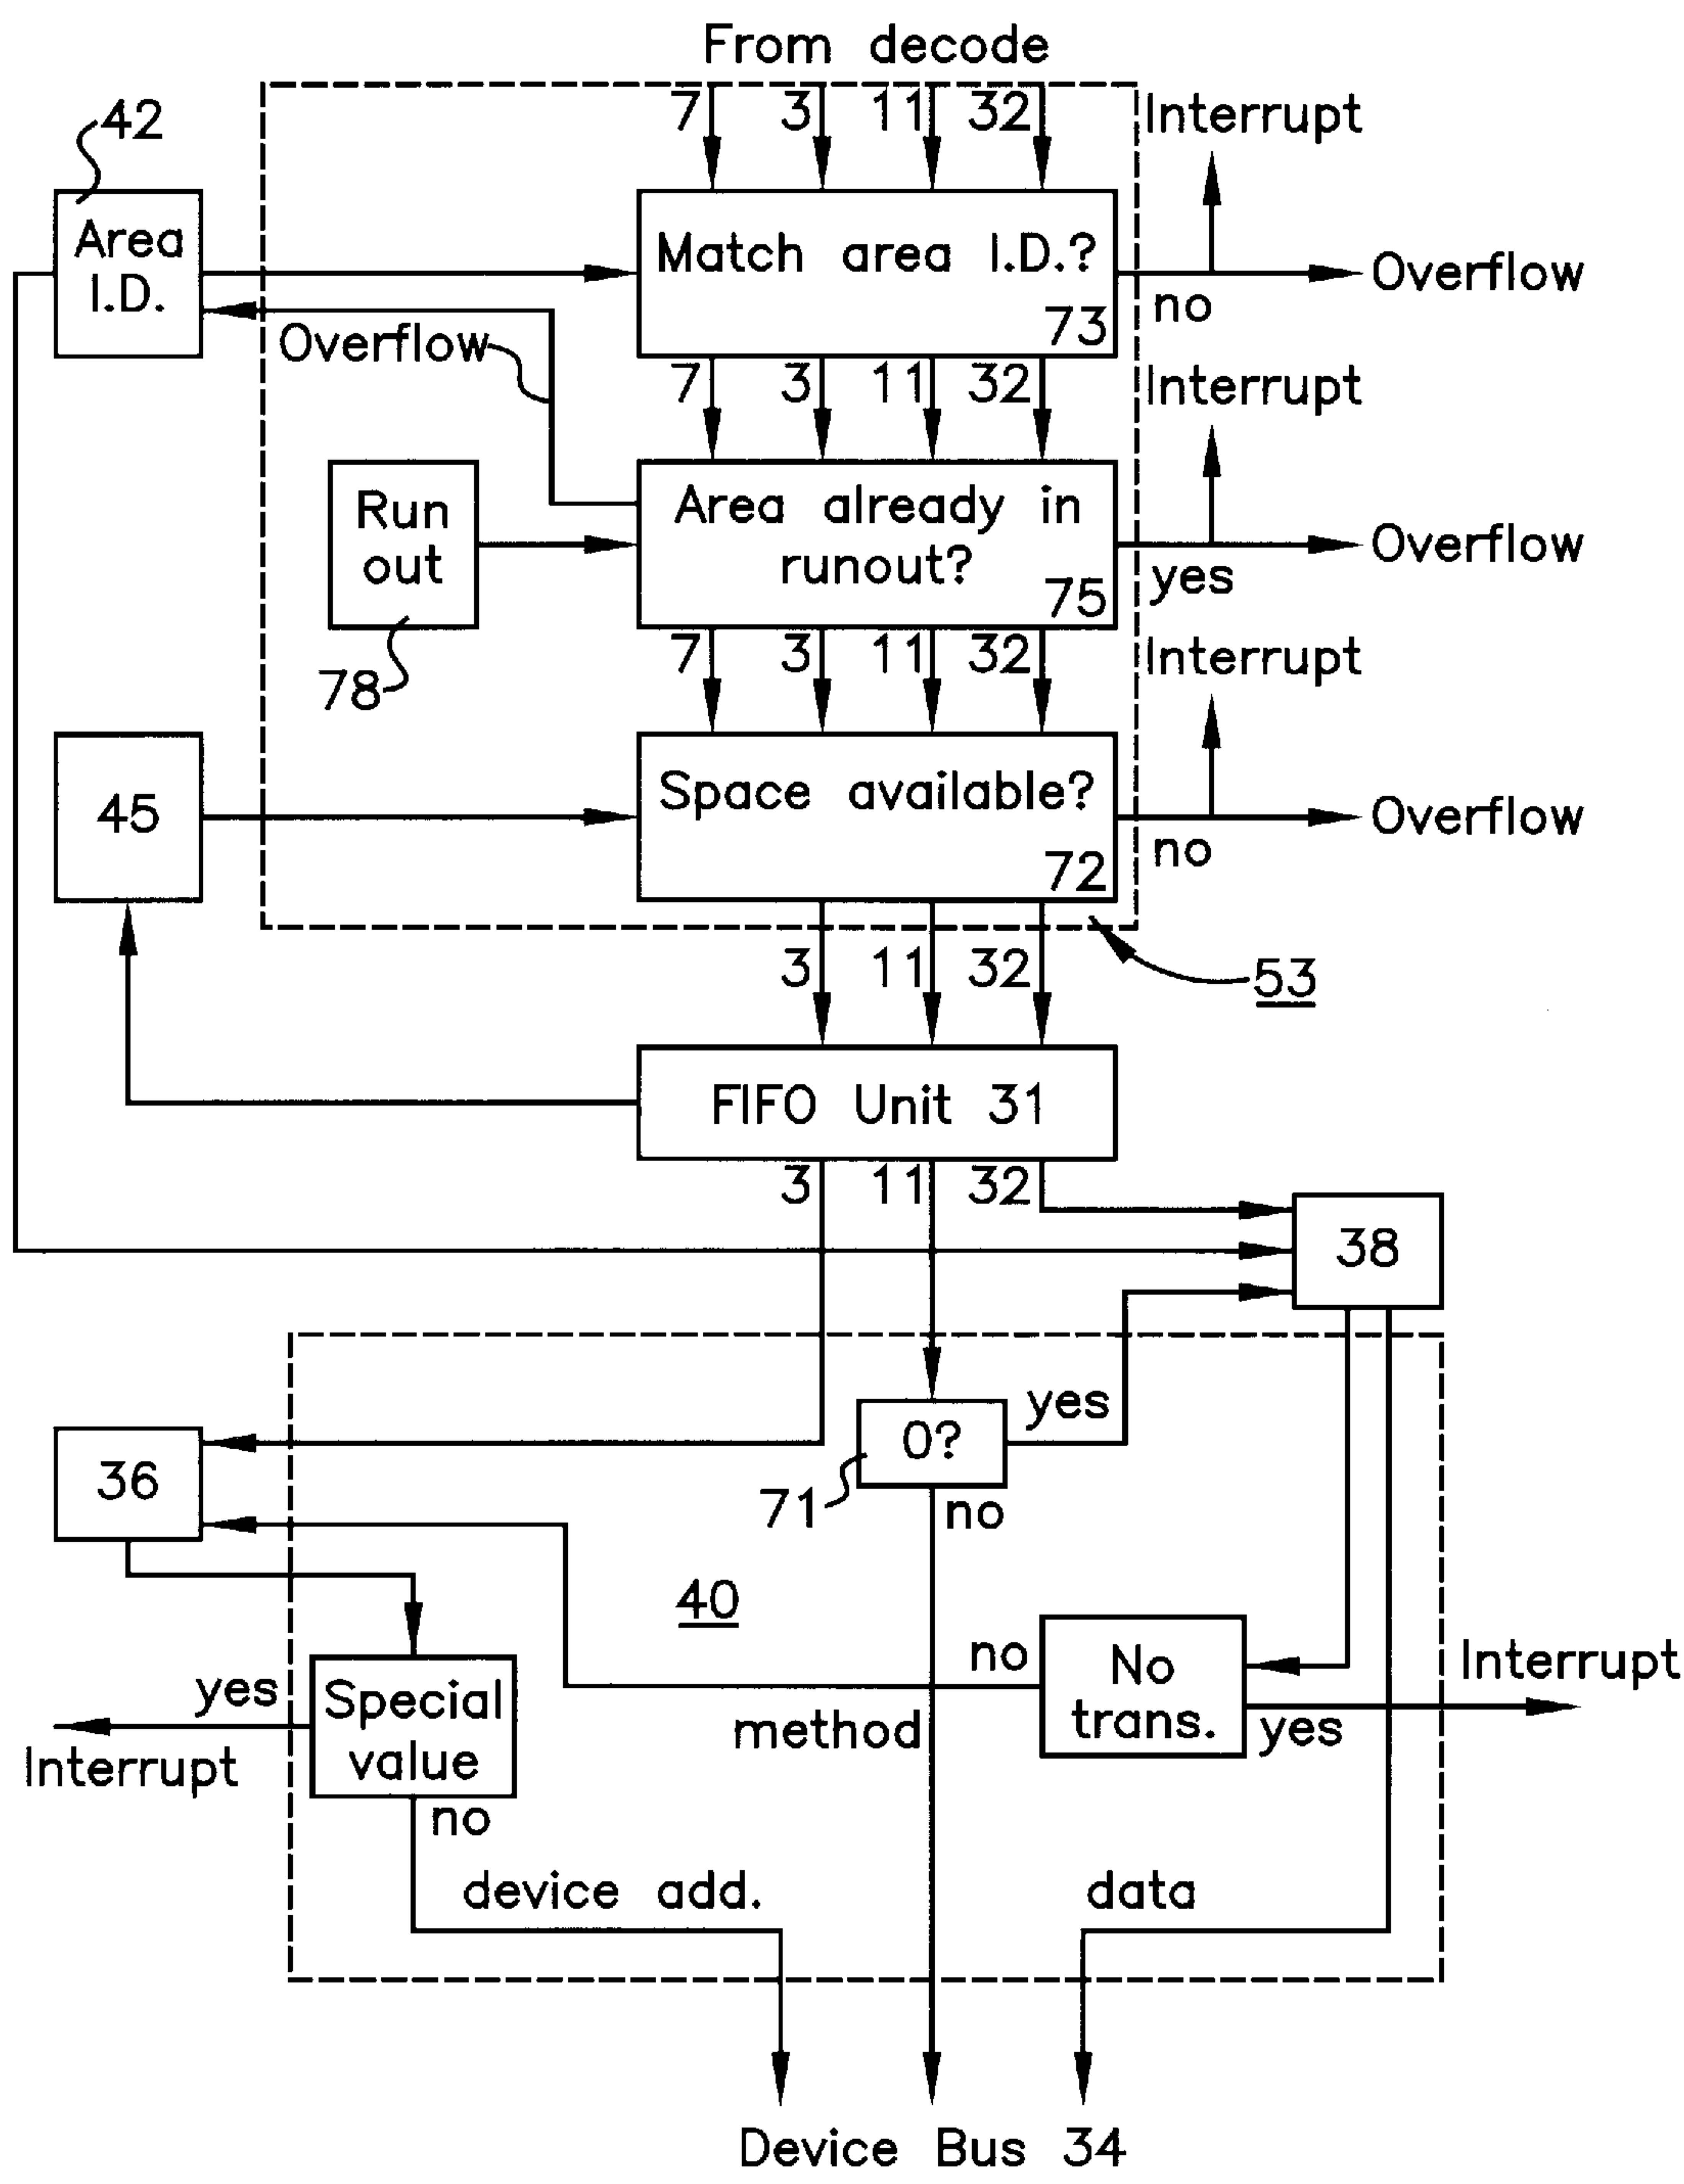 From decode
7 3 11 32
Interrupt
42
Area
I.D.
Match area I.D.?
73
Overflow
no
Overflow
7 3 11 32
Interrupt
Run
out
78
Area already in
runout?
75
Overflow
yes
7 3 11 32
Interrupt
45
Space available?
72
Overflow
no
3 11 32
53
FIFO Unit 31
3 11 32
38
0?
71
yes
no
36
40
no
No
trans.
yes
Interrupt
yes
Special
value
Interrupt
no
method
device add.
data
Device Bus 34